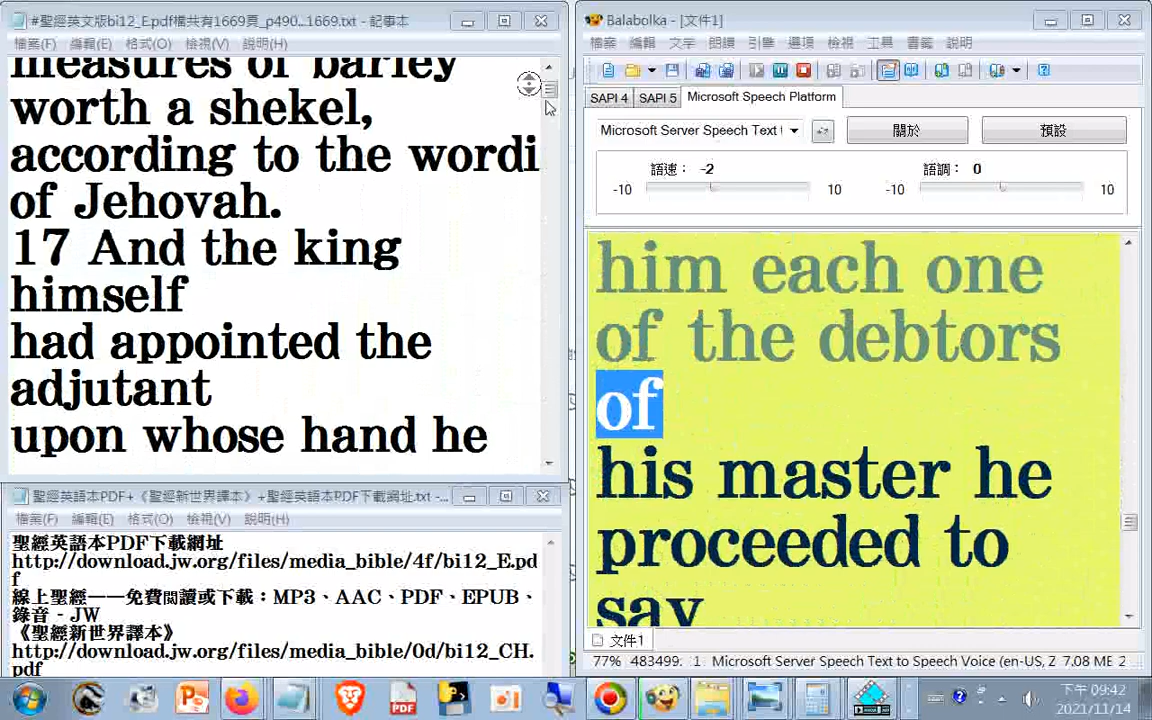 #聖經英文版bi12_E.pdf檔共有1669頁_p490...1669.txt - 記事本
檔案(F) 編輯(E) 格式(O) 檢視(V) 說明(H)
measures of barley
worth a shekel,
according to the wordi
of Jehovah.
17 And the king
himself
had appointed the
adjutant
upon whose hand he
聖經英語本PDF+《聖經新世界譯本》+聖經英語本PDF下載網址.txt - ...
檔案(F) 編輯(E) 格式(O) 檢視(V) 說明(H)
聖經英語本PDF下載網址
http://download.jw.org/files/media_bible/4f/bi12_E.pd
f
線上聖經——免費閱讀或下載：MP3、AAC、PDF、EPUB、
錄音 - JW
《聖經新世界譯本》
http://download.jw.org/files/media_bible/0d/bi12_CH.
pdf
Balabolka - [文件1]
檔案 編輯 文字 朗讀 引擎 選項 檢視 工具 書籤 說明
SAPI 4 SAPI 5 Microsoft Speech Platform
Microsoft Server Speech Text 關於 預設
語速： -2 語調： 0
-10 10 -10 10
him each one
of the debtors
of
his master he
proceeded to
say
文件1
77% 483499: 1 Microsoft Server Speech Text to Speech Voice (en-US, Z 7.08 ME 2
PDF
下午 09:42
2021/11/14